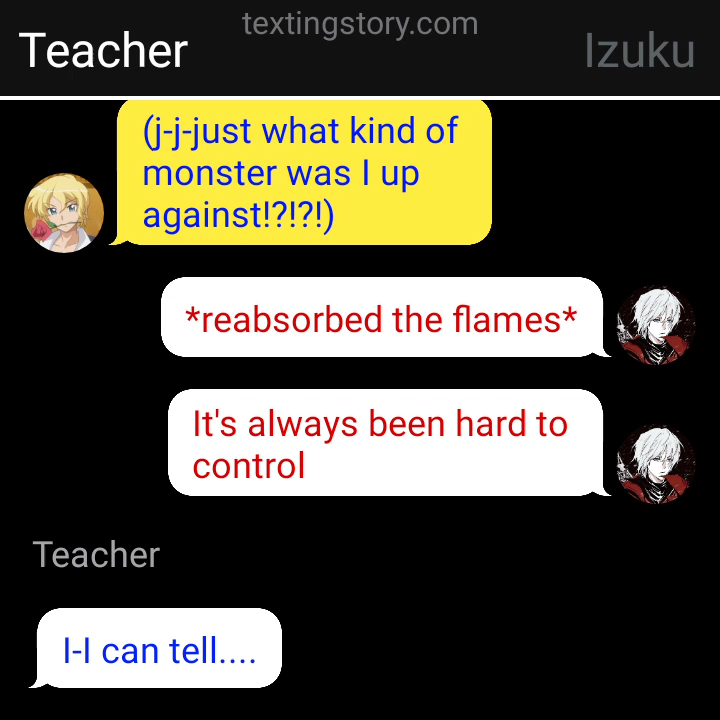 textingstory.com
Teacher
Izuku
(j-j-just what kind of
monster was I up
against!?!?!)
*reabsorbed the flames*
It's always been hard to
control
Teacher
I-I can tell....